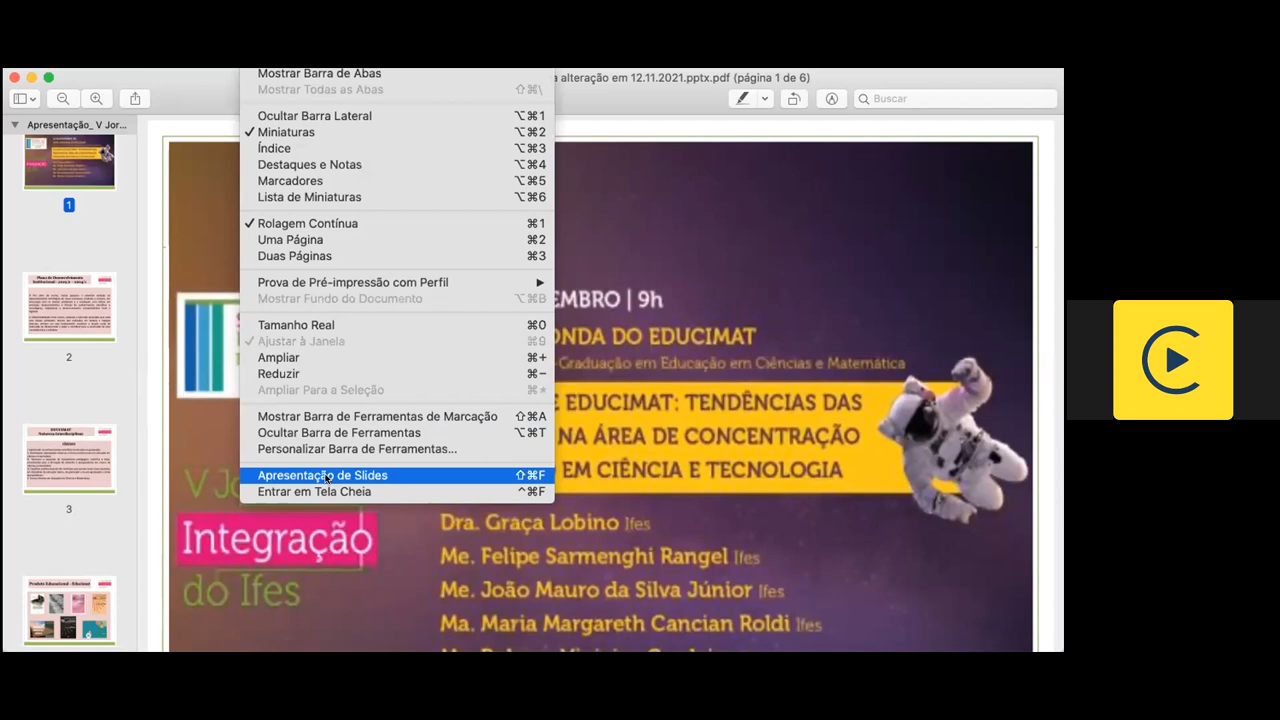 a alteração em 12.11.2021.pptx.pdf (página 1 de 6)
Buscar
Apresentação_ V Jor...
1
2
3
Mostrar Barra de Abas
Mostrar Todas as Abas ⇧⌘\
Ocultar Barra Lateral ⌥⌘1
✓ Miniaturas ⌥⌘2
Índice ⌥⌘3
Destaques e Notas ⌥⌘4
Marcadores ⌥⌘5
Lista de Miniaturas ⌥⌘6
✓ Rolagem Contínua ⌘1
Uma Página ⌘2
Duas Páginas ⌘3
Prova de Pré-impressão com Perfil ▶
Mostrar Fundo do Documento ⌥⌘B
Tamanho Real ⌘0
✓ Ajustar à Janela ⌘9
Ampliar ⌘+
Reduzir ⌘−
Ampliar Para a Seleção ⌘*
Mostrar Barra de Ferramentas de Marcação ⇧⌘A
Ocultar Barra de Ferramentas ⌥⌘T
Personalizar Barra de Ferramentas...
Apresentação de Slides ⇧⌘F
Entrar em Tela Cheia ^⌘F
EMBRO | 9h
ONDA DO EDUCIMAT
-Graduação em Educação em Ciências e Matemática
E EDUCIMAT: TENDÊNCIAS DAS
NA ÁREA DE CONCENTRAÇÃO
EM CIÊNCIA E TECNOLOGIA
V Jo
Integração
do Ifes
Dra. Graça Lobino Ifes
Me. Felipe Sarmenghi Rangel Ifes
Me. João Mauro da Silva Júnior Ifes
Ma. Maria Margareth Cancian Roldi Ifes